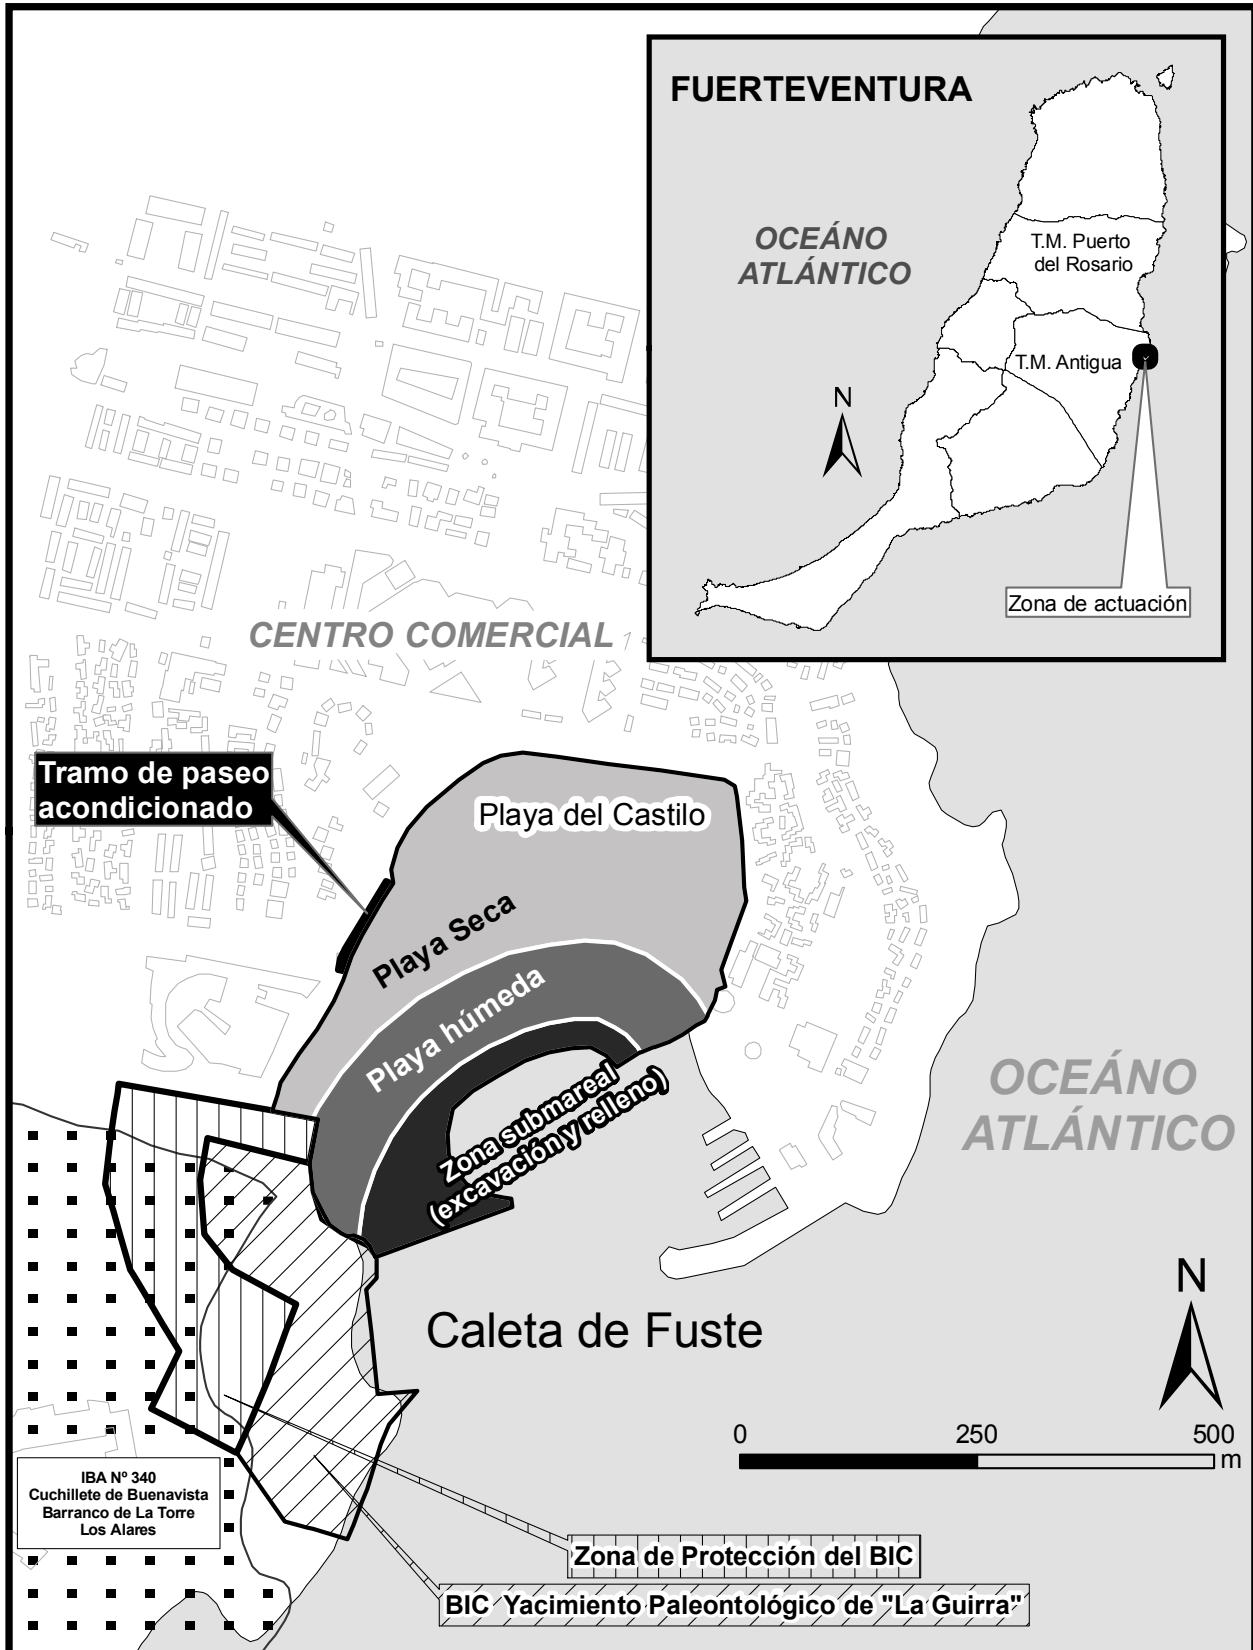 FUERTEVENTURA
OCEÁNO
ATLÁNTICO
T.M. Puerto
del Rosario
T.M. Antigua
N
Zona de actuación
CENTRO COMERCIAL
Tramo de paseo
acondicionado
Playa del Castilo
Playa Seca
Playa húmeda
Zona submareal
(excavación y relleno)
OCEÁNO
ATLÁNTICO
Caleta de Fuste
N
0 250 500
m
IBA Nº 340
Cuchillete de Buenavista
Barranco de La Torre
Los Alares
Zona de Protección del BIC
BIC Yacimiento Paleontológico de "La Guirra"